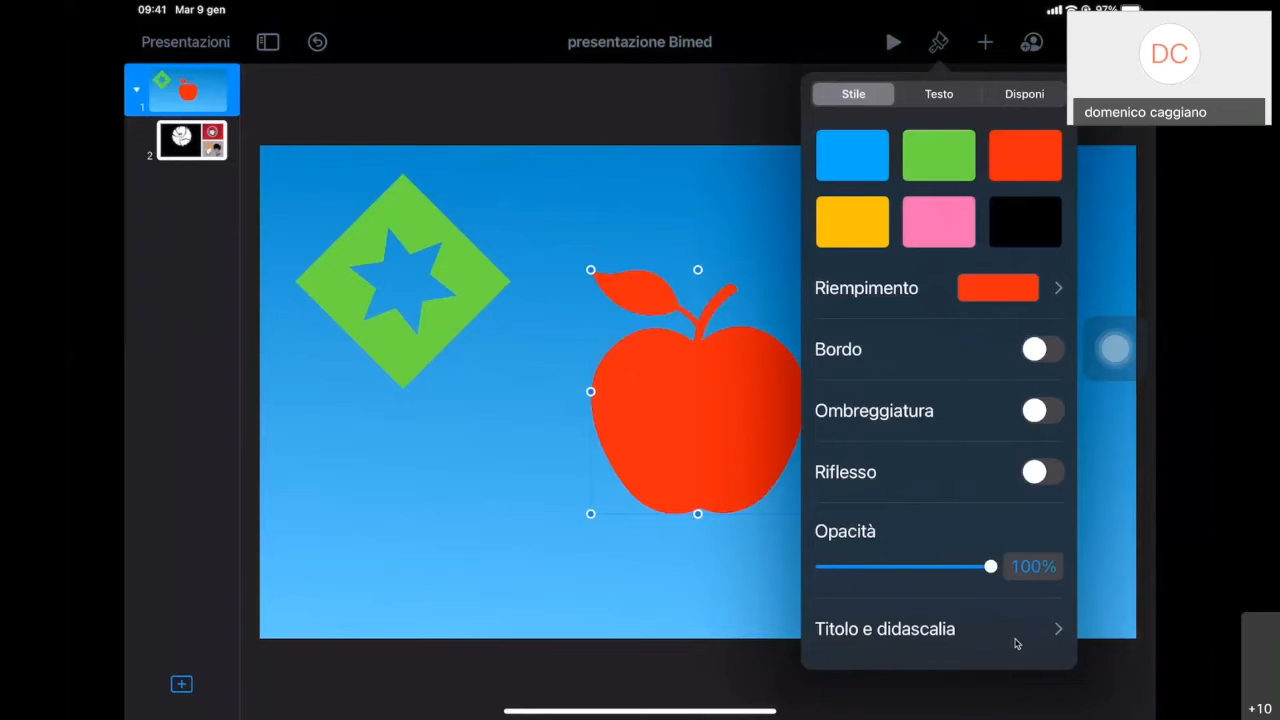 09:41 Mar 9 gen
97%
Presentazioni
presentazione Bimed
DC
domenico caggiano
1
2
Stile
Testo
Disponi
Riempimento
Bordo
Ombreggiatura
Riflesso
Opacità
100%
Titolo e didascalia
+10